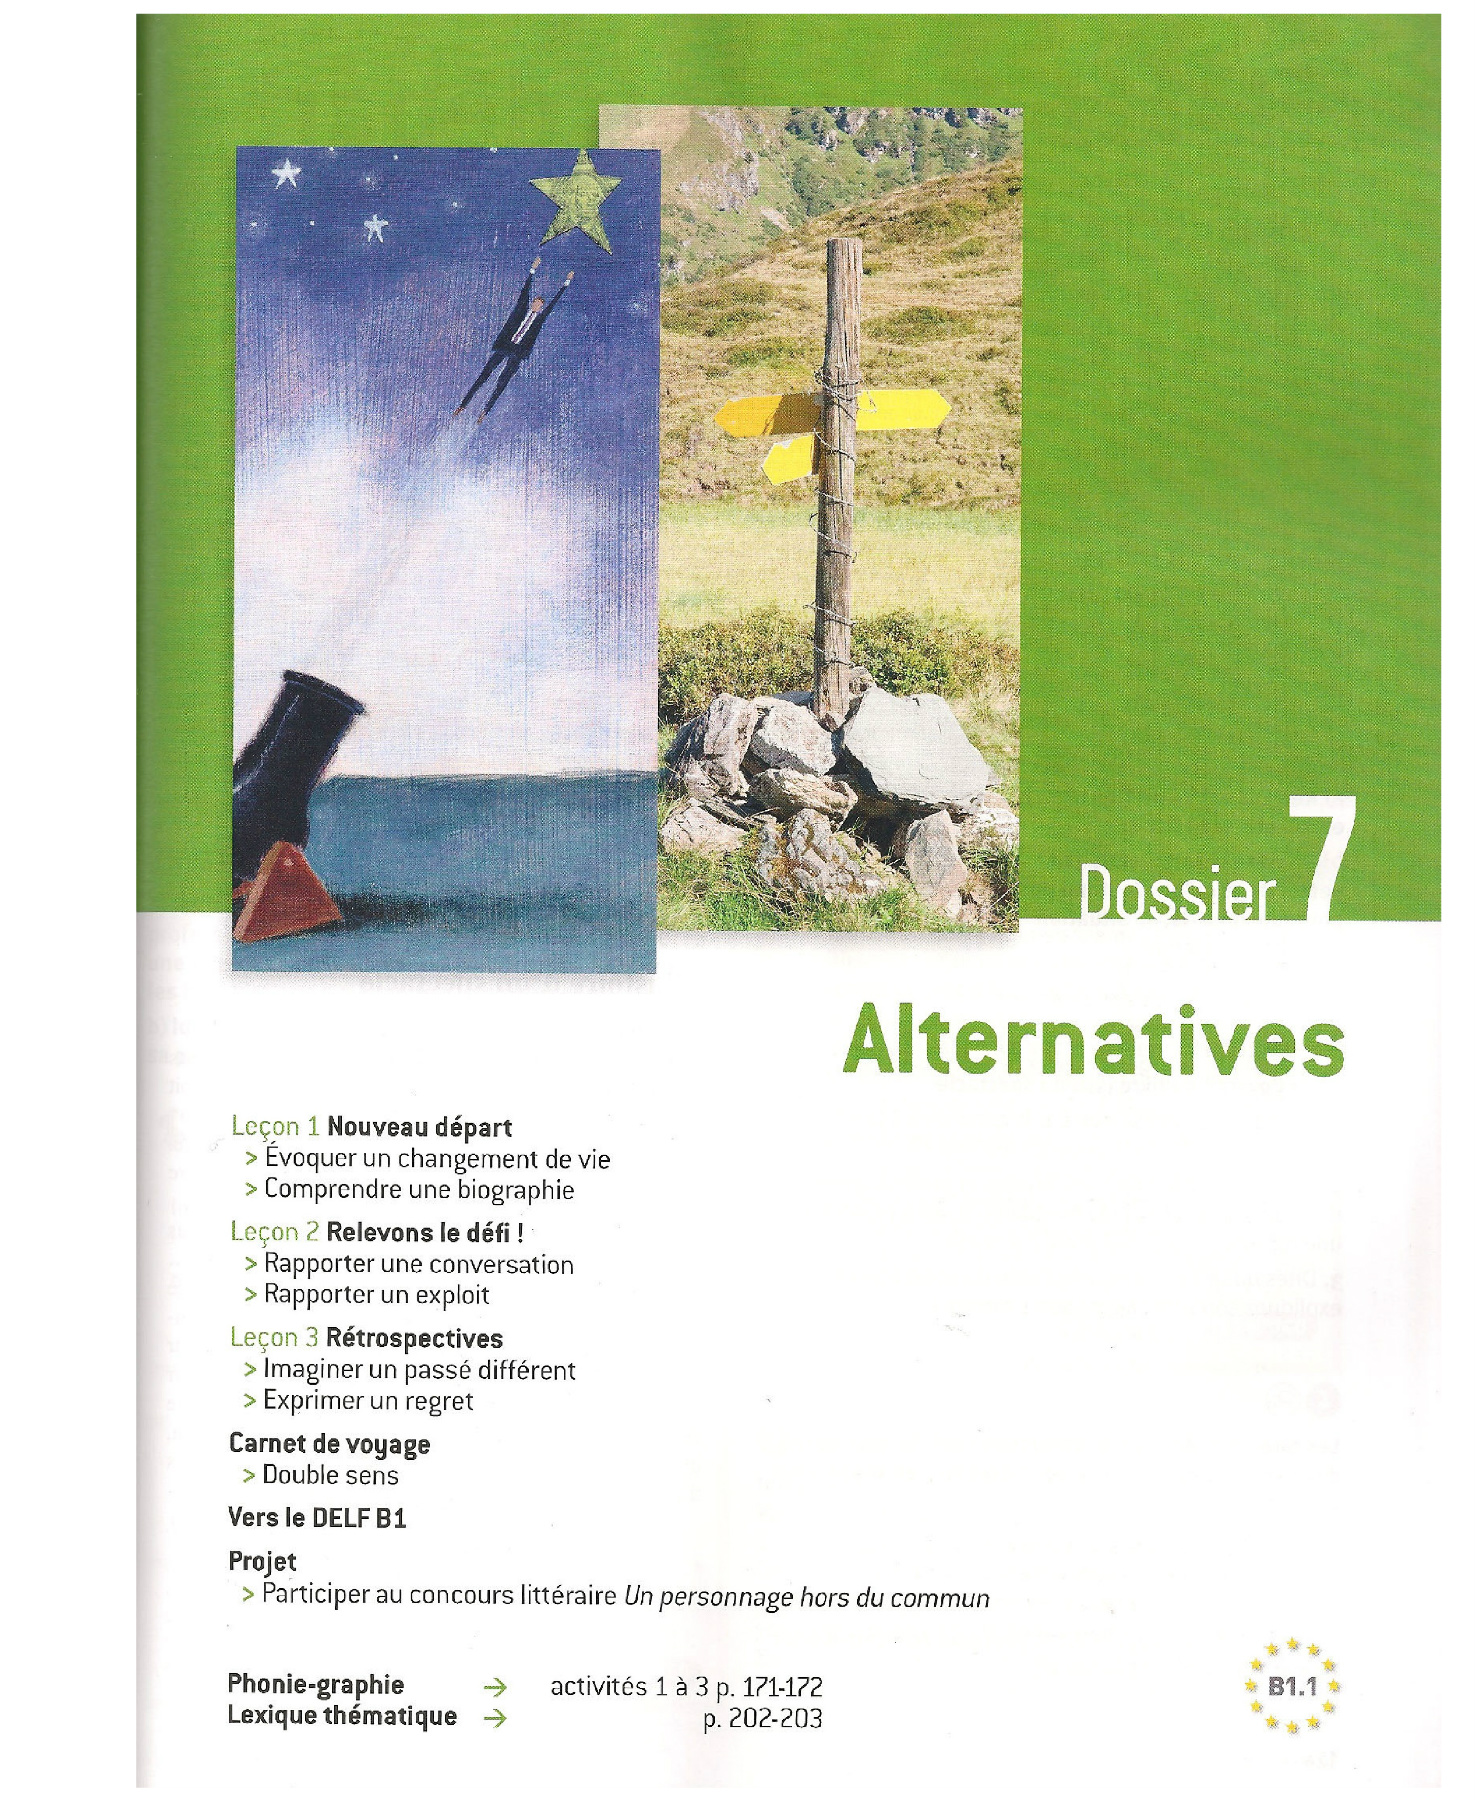 Dossier 7
Alternatives
Leçon 1 Nouveau départ
> Évoquer un changement de vie
> Comprendre une biographie
Leçon 2 Relevons le défi !
> Rapporter une conversation
> Rapporter un exploit
Leçon 3 Rétrospectives
> Imaginer un passé différent
> Exprimer un regret
Carnet de voyage
> Double sens
Vers le DELF B1
Projet
> Participer au concours littéraire Un personnage hors du commun
Phonie-graphie → activités 1 à 3 p. 171-172
Lexique thématique → p. 202-203
B1.1